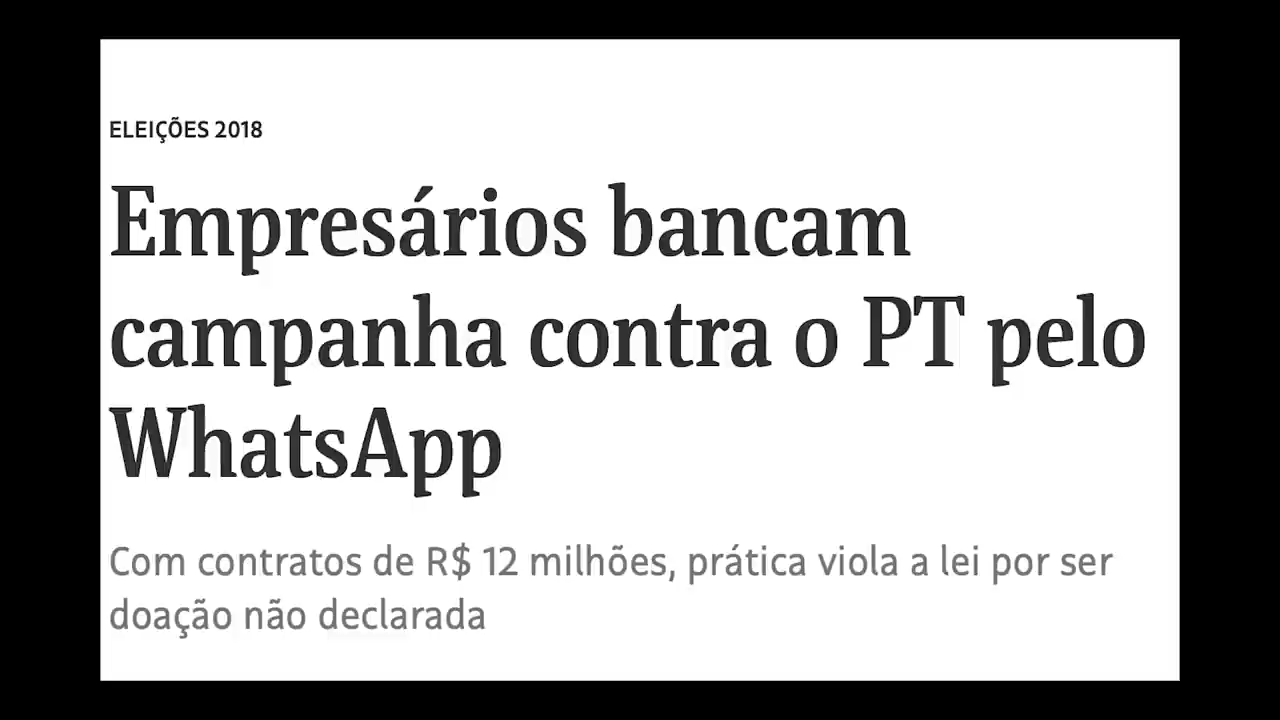 ELEIÇÕES 2018
Empresários bancam
campanha contra o PT pelo
WhatsApp
Com contratos de R$ 12 milhões, prática viola a lei por ser
doação não declarada